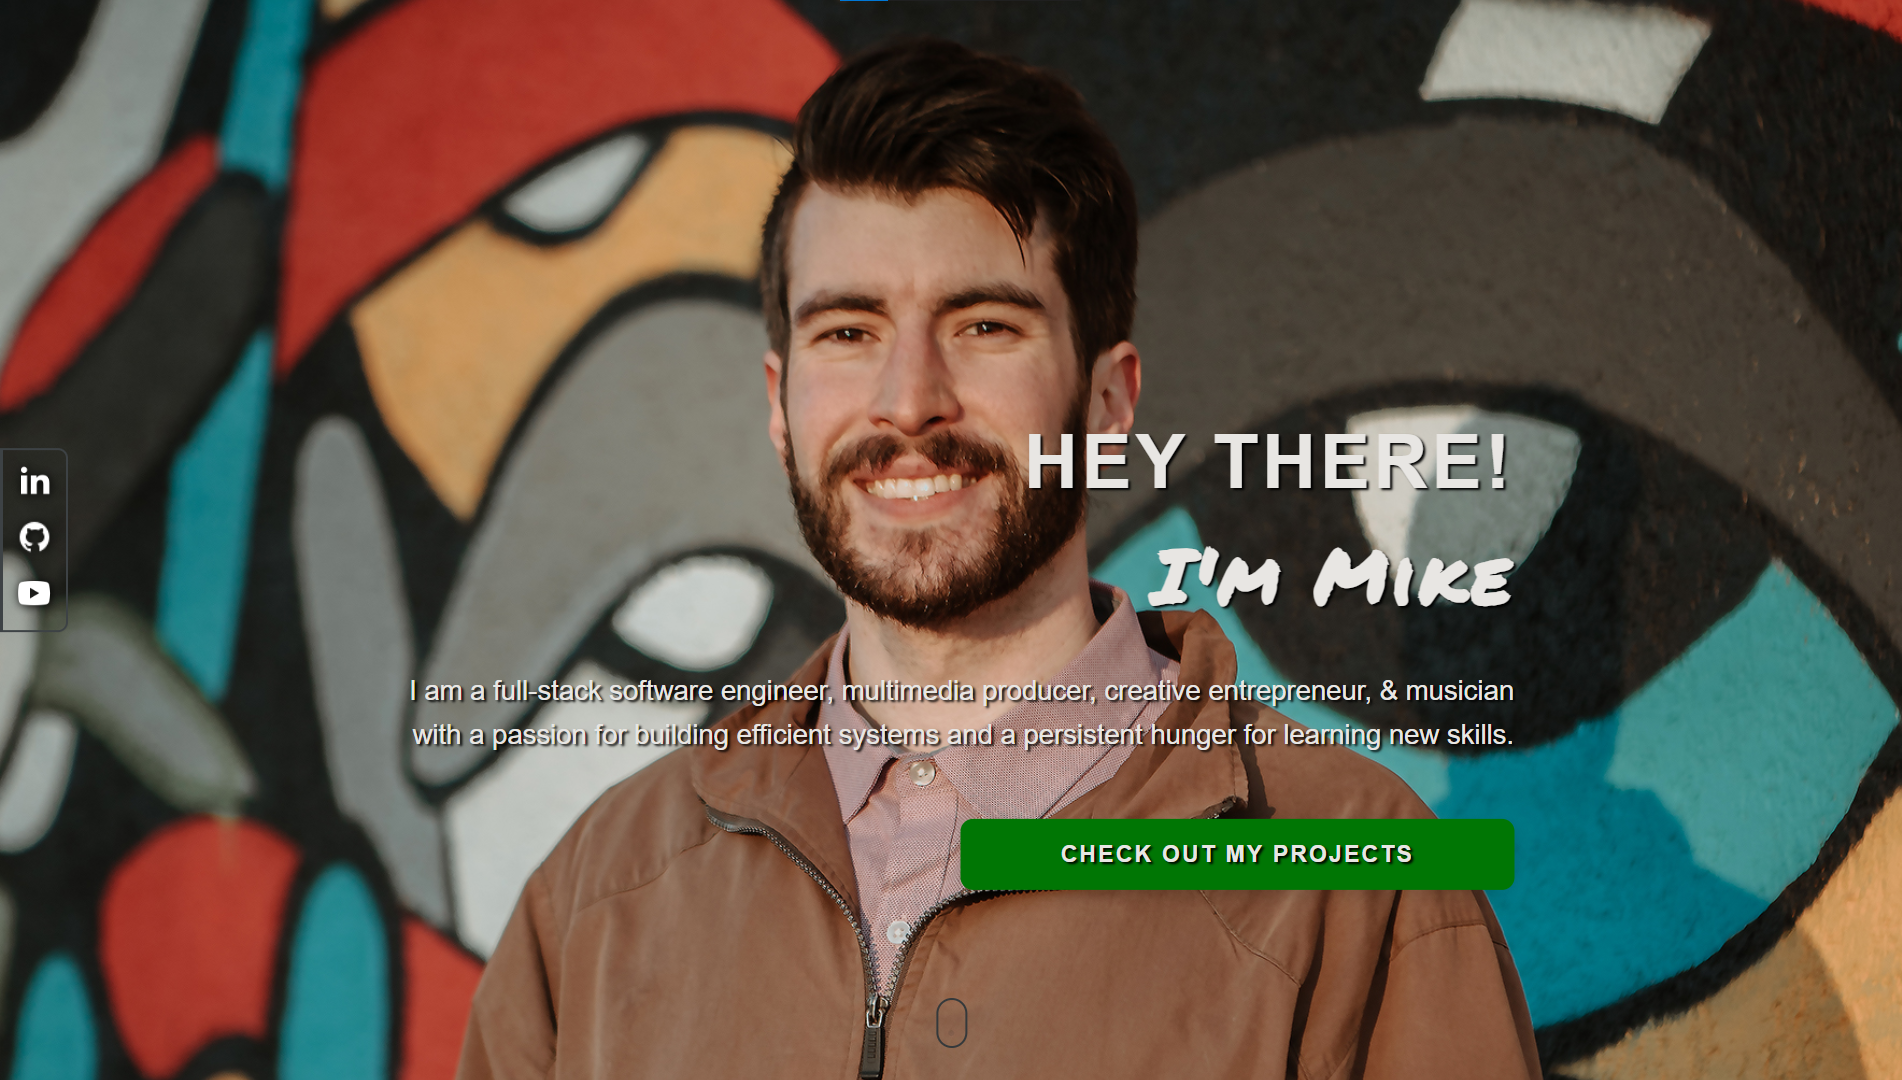 HEY THERE!
I'm Mike
I am a full-stack software engineer, multimedia producer, creative entrepreneur, & musician
with a passion for building efficient systems and a persistent hunger for learning new skills.
in
CHECK OUT MY PROJECTS